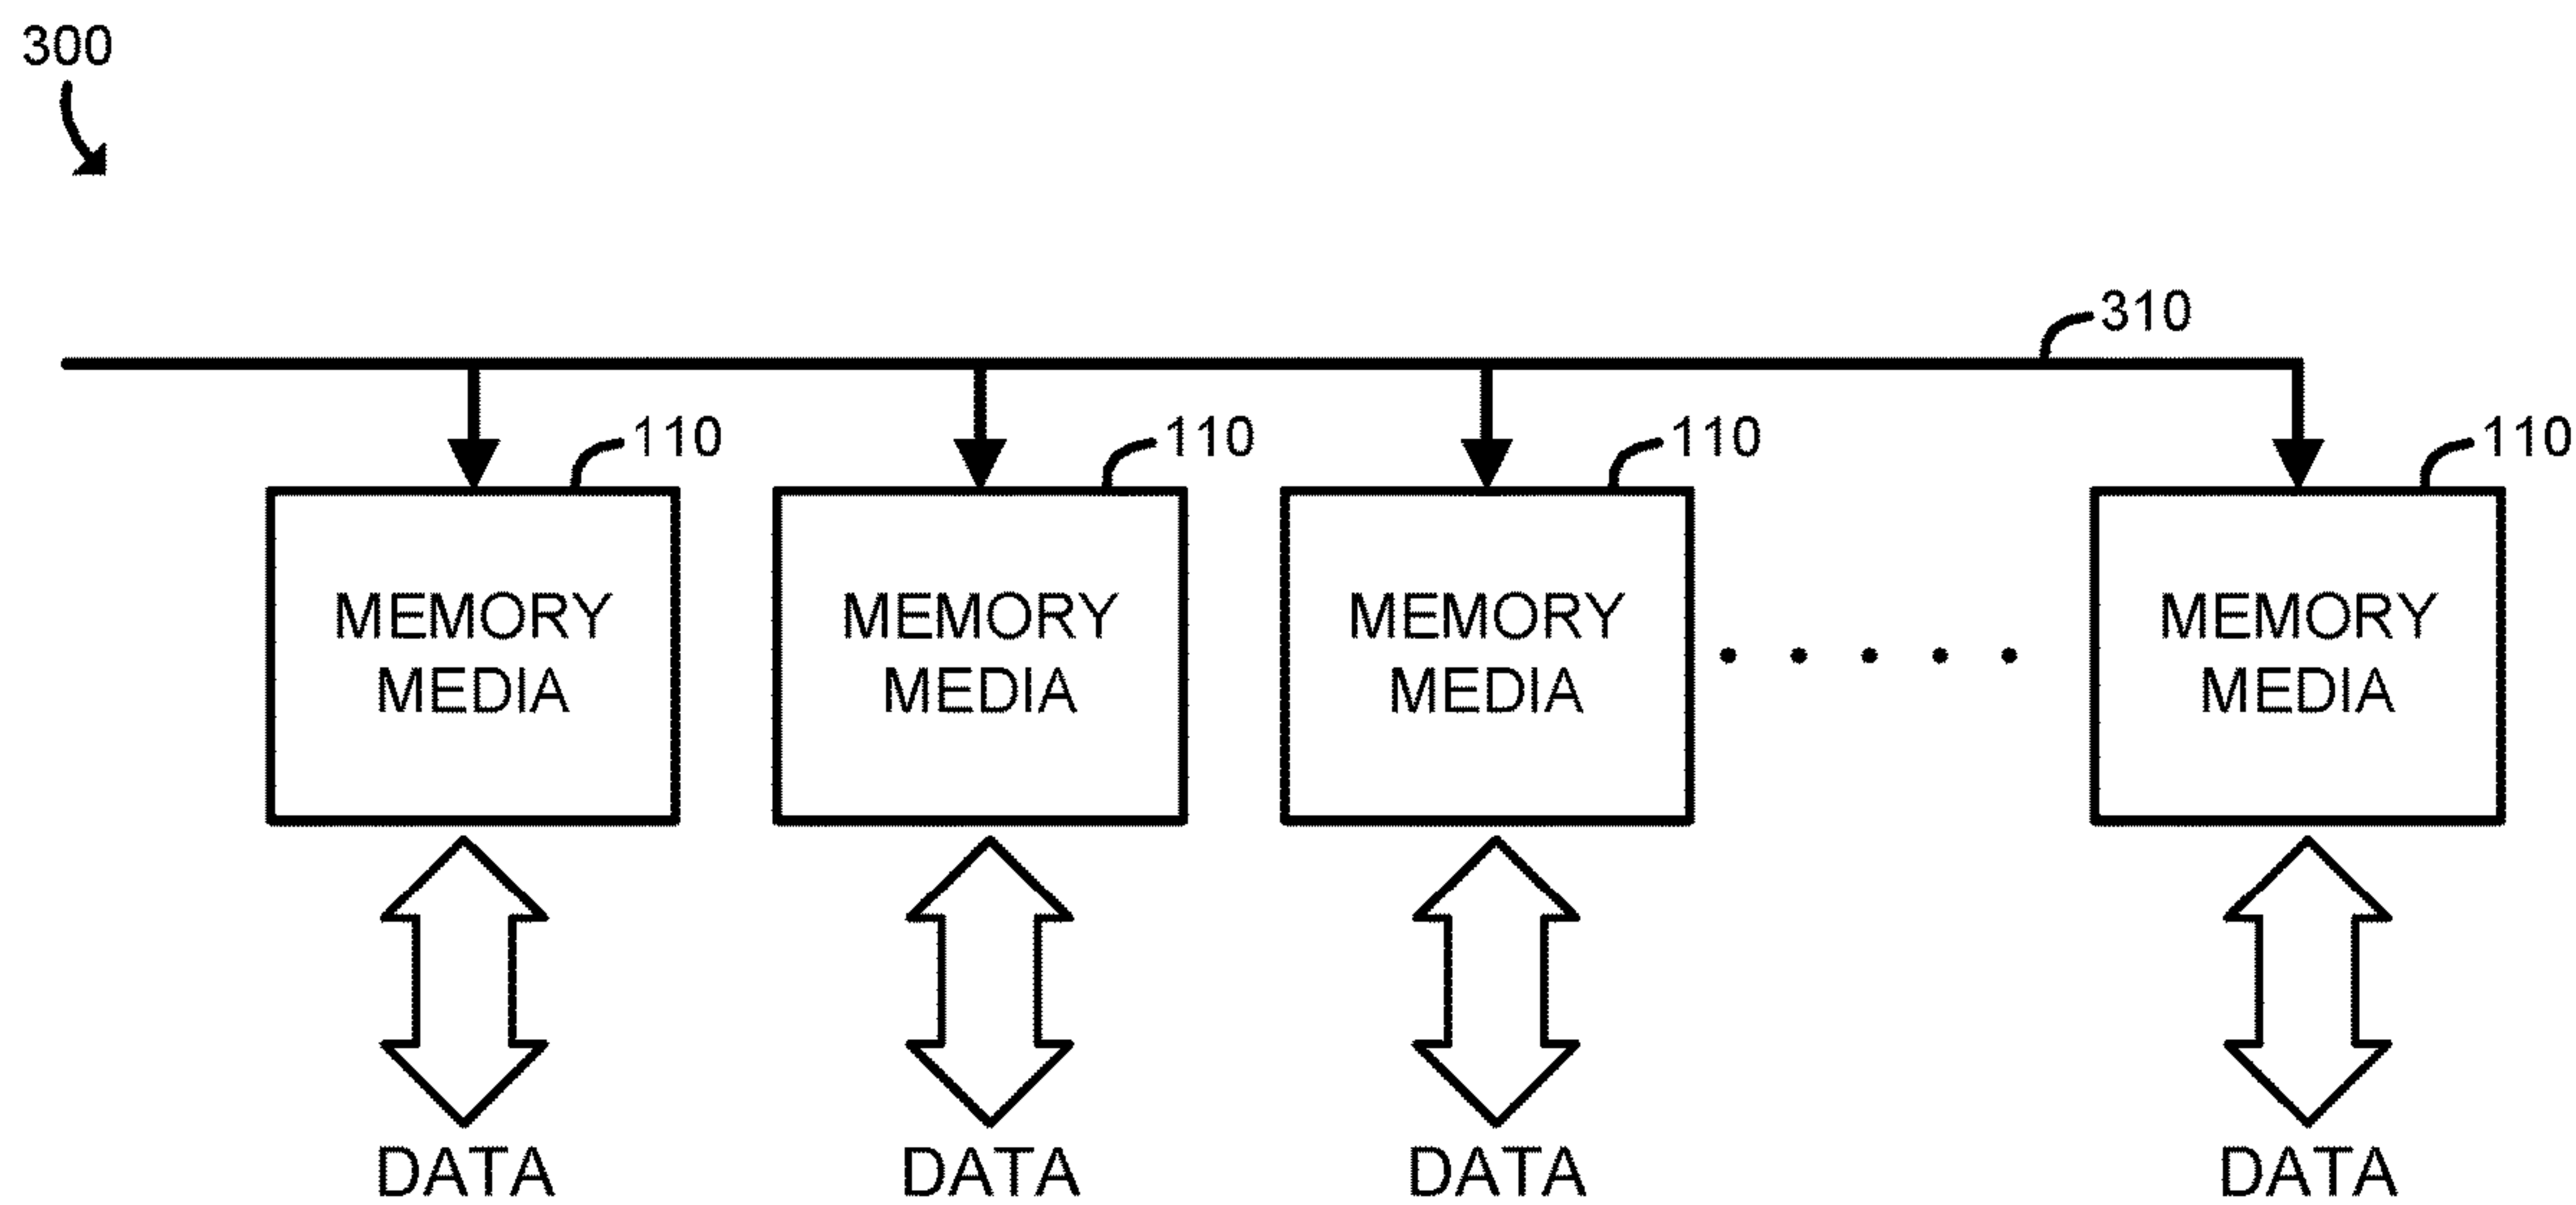 300
310
110 110 110 110
MEMORY MEMORY MEMORY MEMORY
MEDIA MEDIA MEDIA MEDIA
DATA DATA DATA DATA